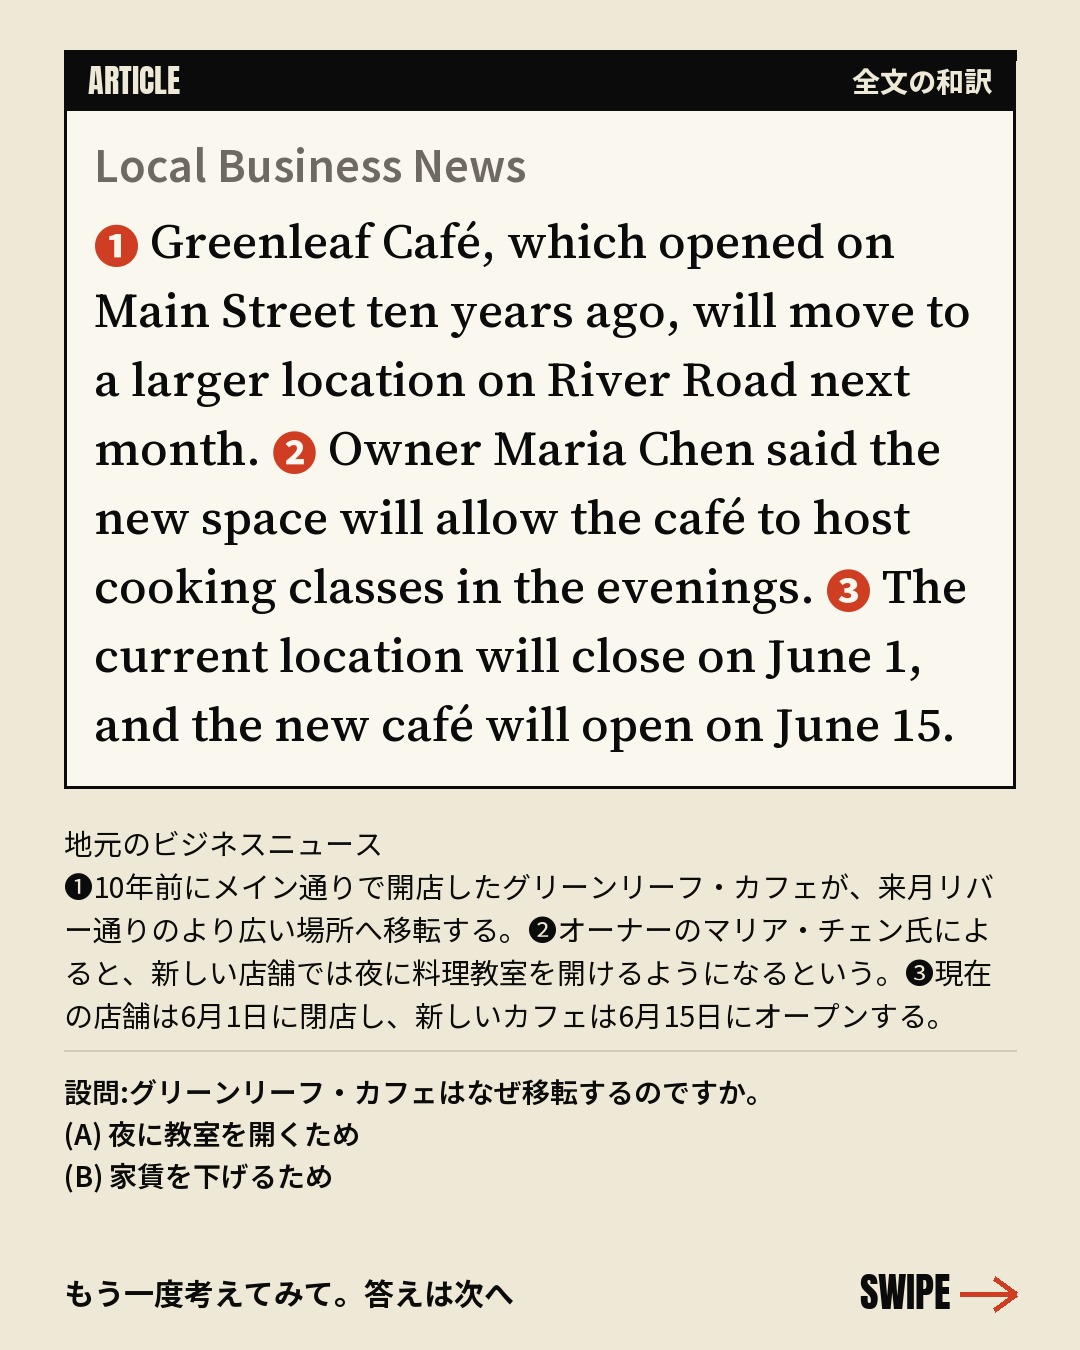 ARTICLE
全文の和訳
Local Business News
❶ Greenleaf Café, which opened on
Main Street ten years ago, will move to
a larger location on River Road next
month. ❷ Owner Maria Chen said the
new space will allow the café to host
cooking classes in the evenings. ❸ The
current location will close on June 1,
and the new café will open on June 15.
地元のビジネスニュース
❶10年前にメイン通りで開店したグリーンリーフ・カフェが、来月リバ
ー通りのより広い場所へ移転する。❷オーナーのマリア・チェン氏によ
ると、新しい店舗では夜に料理教室を開けるようになるという。❸現在
の店舗は6月1日に閉店し、新しいカフェは6月15日にオープンする。
設問:グリーンリーフ・カフェはなぜ移転するのですか。
(A) 夜に教室を開くため
(B) 家賃を下げるため
もう一度考えてみて。答えは次へ
SWIPE